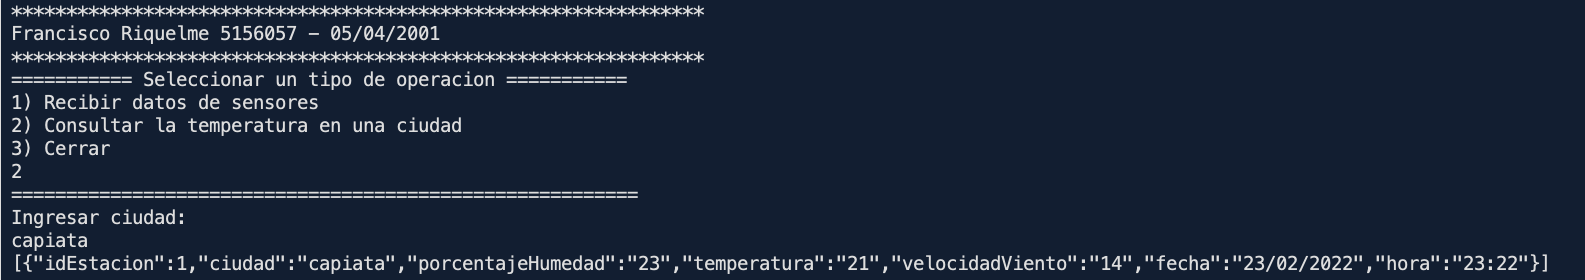 ***************************************************************
Francisco Riquelme 5156057 - 05/04/2001
***************************************************************
=========== Seleccionar un tipo de operacion ===========
1) Recibir datos de sensores
2) Consultar la temperatura en una ciudad
3) Cerrar
2
=========================================================
Ingresar ciudad:
capiata
[{"idEstacion":1,"ciudad":"capiata","porcentajeHumedad":"23","temperatura":"21","velocidadViento":"14","fecha":"23/02/2022","hora":"23:22"}]